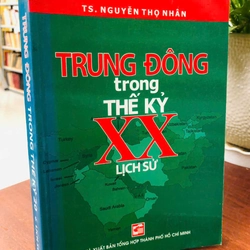 TS. NGUYỄN THỌ NHÂN
TRUNG ĐÔNG
trong
THẾ KỶ
XX
LỊCH SỬ
XUẤT BẢN TỔNG HỢP THÀNH PHỐ HỒ CHÍ MINH
TRUNG ĐÔNG TRONG THẾ KỶ XX